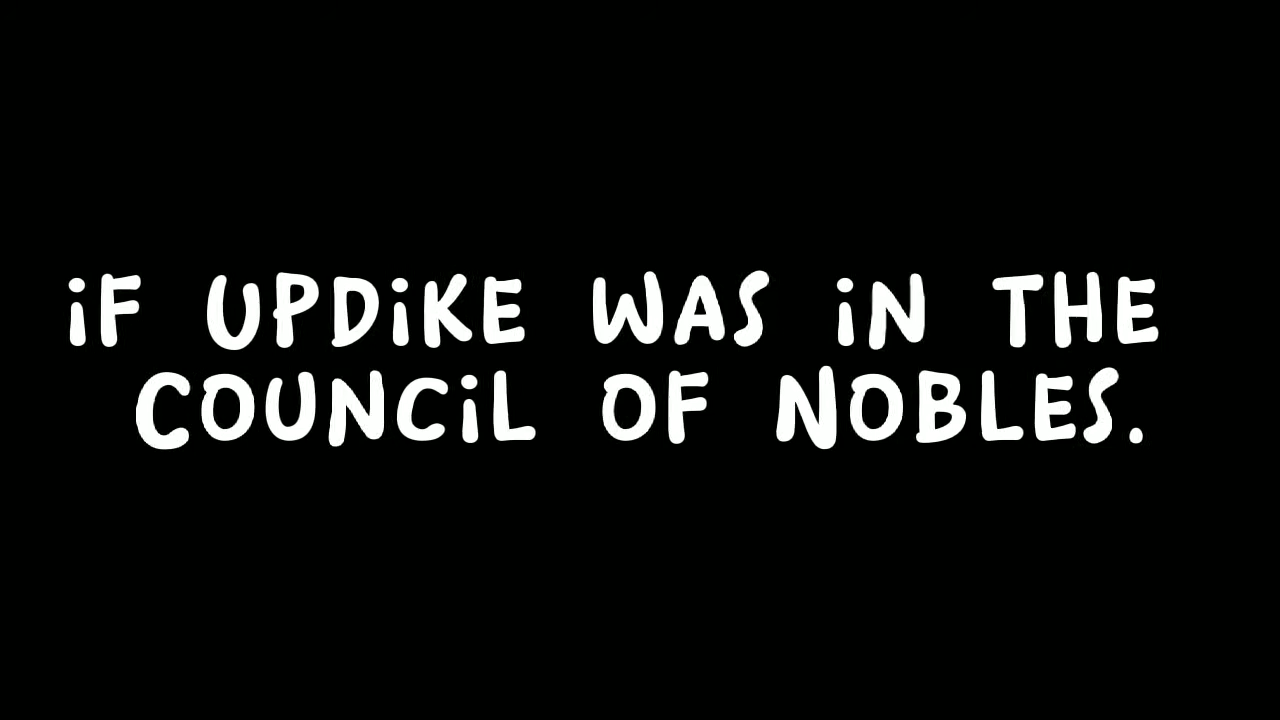 iF UPDiKE WAS iN THE
COUNCiL OF NOBLES.